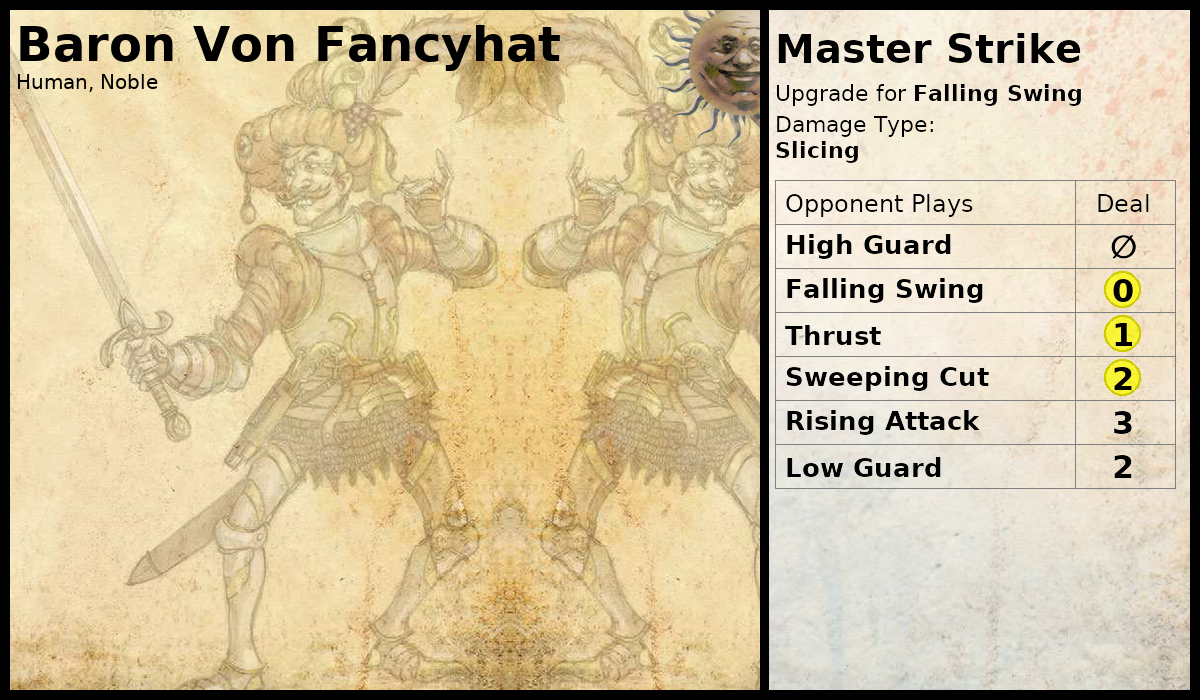 Baron Von Fancyhat
Human, Noble
Master Strike
Upgrade for Falling Swing
Damage Type:
Slicing
Opponent Plays Deal
High Guard ∅
Falling Swing 0
Thrust 1
Sweeping Cut 2
Rising Attack 3
Low Guard 2